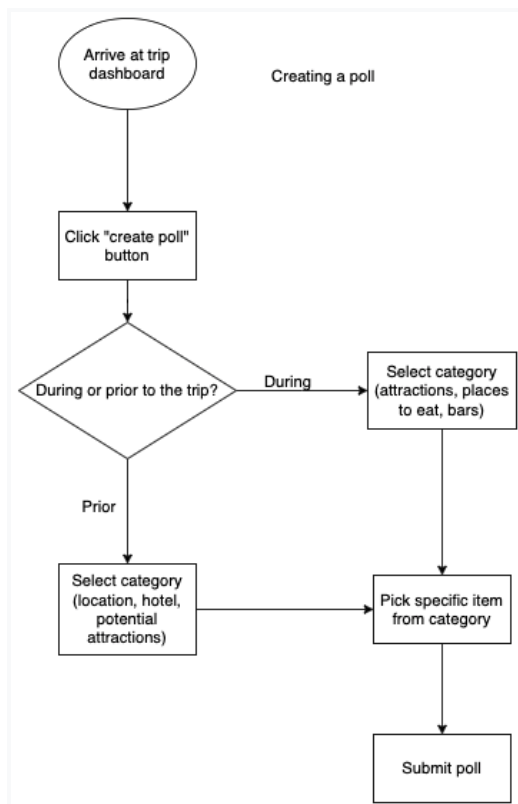 Arrive at trip
dashboard
Creating a poll
Click "create poll"
button
During or prior to the trip?
During
Select category
(attractions, places
to eat, bars)
Prior
Select category
(location, hotel,
potential
attractions)
Pick specific item
from category
Submit poll